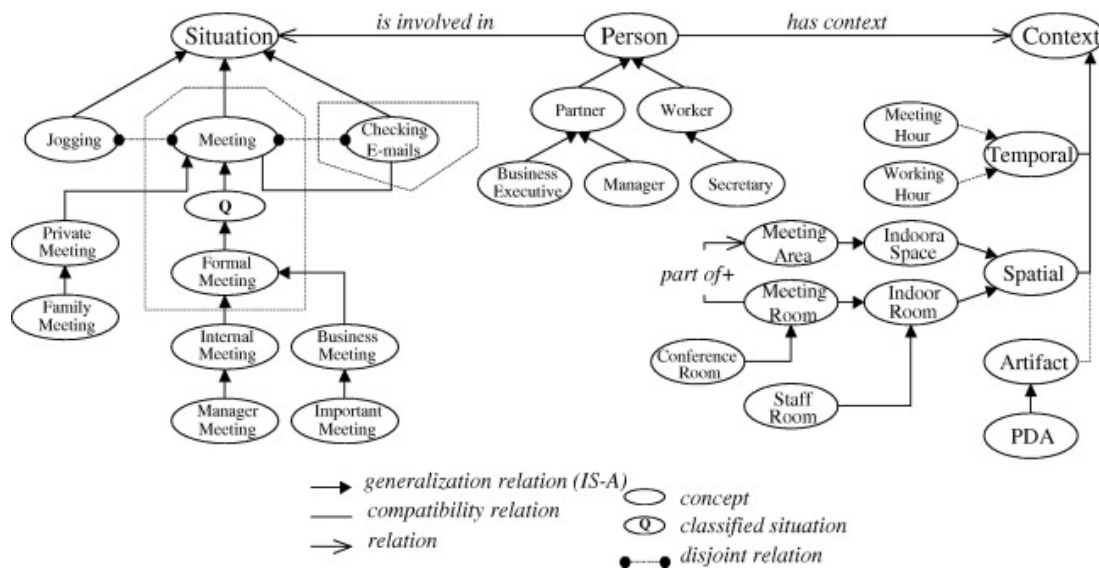 is involved in
has context
Situation
Person
Context
Partner
Worker
Meeting
Hour
Jogging
Meeting
Checking
E-mails
Temporal
Business
Executive
Manager
Secretary
Working
Hour
Q
Private
Meeting
Meeting
Area
Indoora
Space
Formal
Meeting
part of+
Spatial
Family
Meeting
Meeting
Room
Indoor
Room
Internal
Meeting
Business
Meeting
Conference
Room
Artifact
Manager
Meeting
Important
Meeting
Staff
Room
PDA
generalization relation (IS-A)
concept
compatibility relation
Q
classified situation
relation
disjoint relation